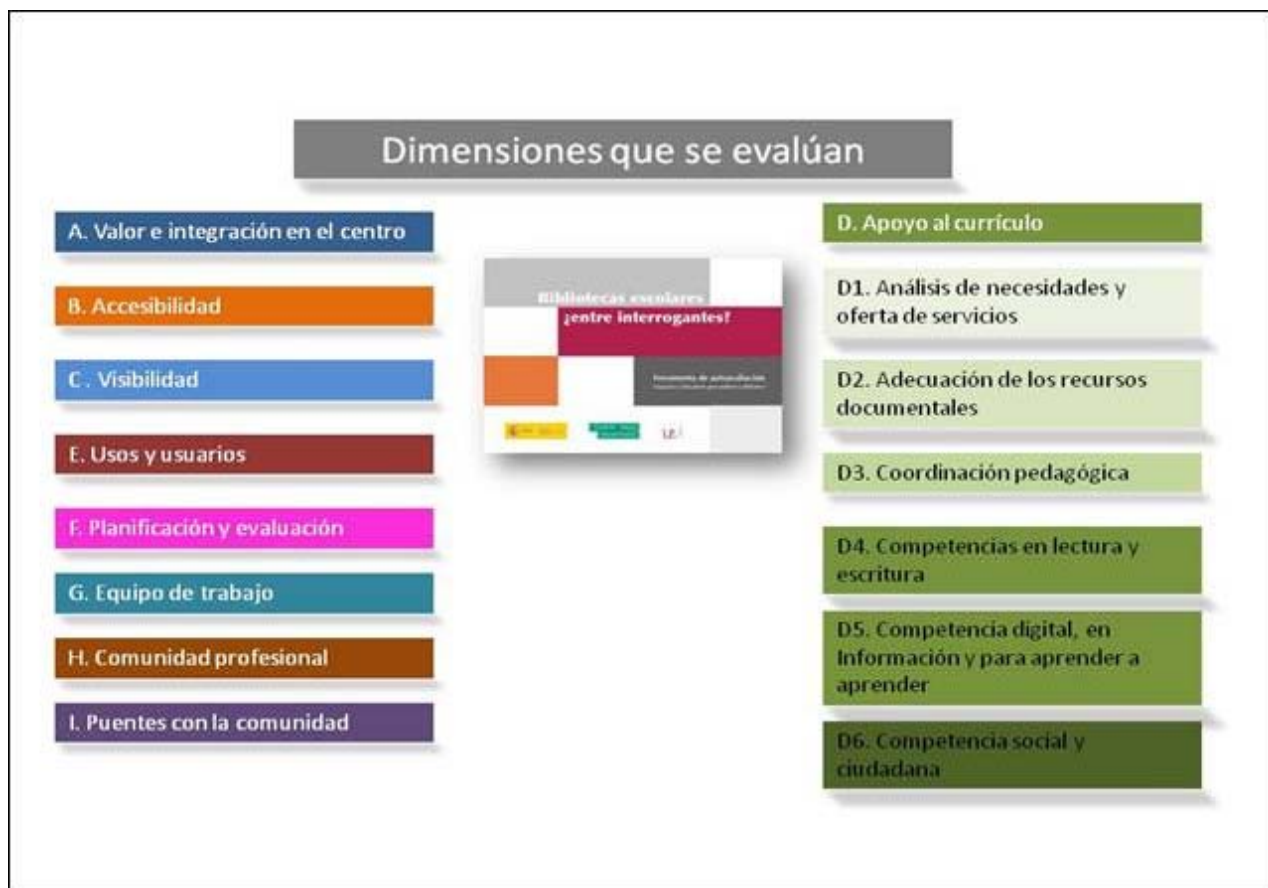 Dimensiones que se evalúan
A. Valor e integración en el centro
B. Accesibilidad
C . Visibilidad
E. Usos y usuarios
F. Planificación y evaluación
G. Equipo de trabajo
H. Comunidad profesional
I. Puentes con la comunidad
Bibliotecas escolares
¿entre interrogantes?
Herramienta de autoevaluación
D. Apoyo al currículo
D1. Análisis de necesidades y
oferta de servicios
D2. Adecuación de los recursos
documentales
D3. Coordinación pedagógica
D4. Competencias en lectura y
escritura
D5. Competencia digital, en
Información y para aprender a
aprender
D6. Competencia social y
ciudadana